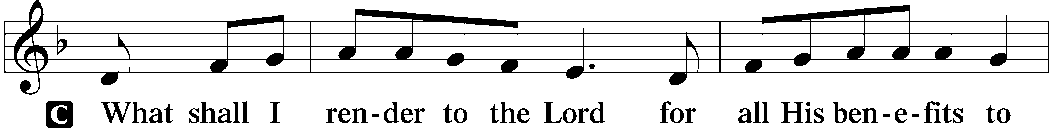 C What shall I ren-der to the Lord for all His ben-e-fits to